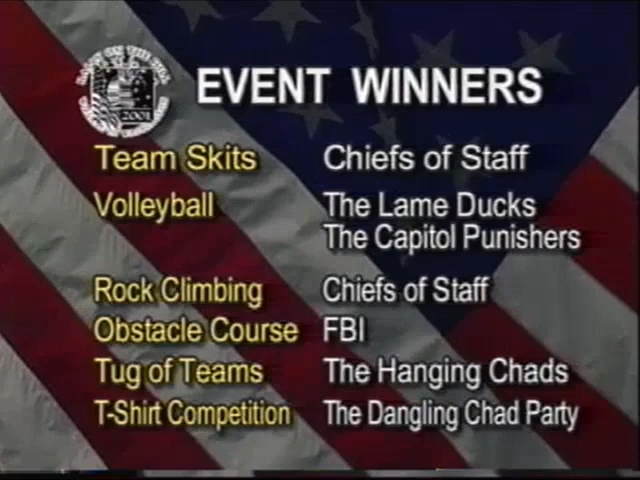 2001
EVENT WINNERS
Team Skits Chiefs of Staff
Volleyball The Lame Ducks
The Capitol Punishers
Rock Climbing Chiefs of Staff
Obstacle Course FBI
Tug of Teams The Hanging Chads
T-Shirt Competition The Dangling Chad Party